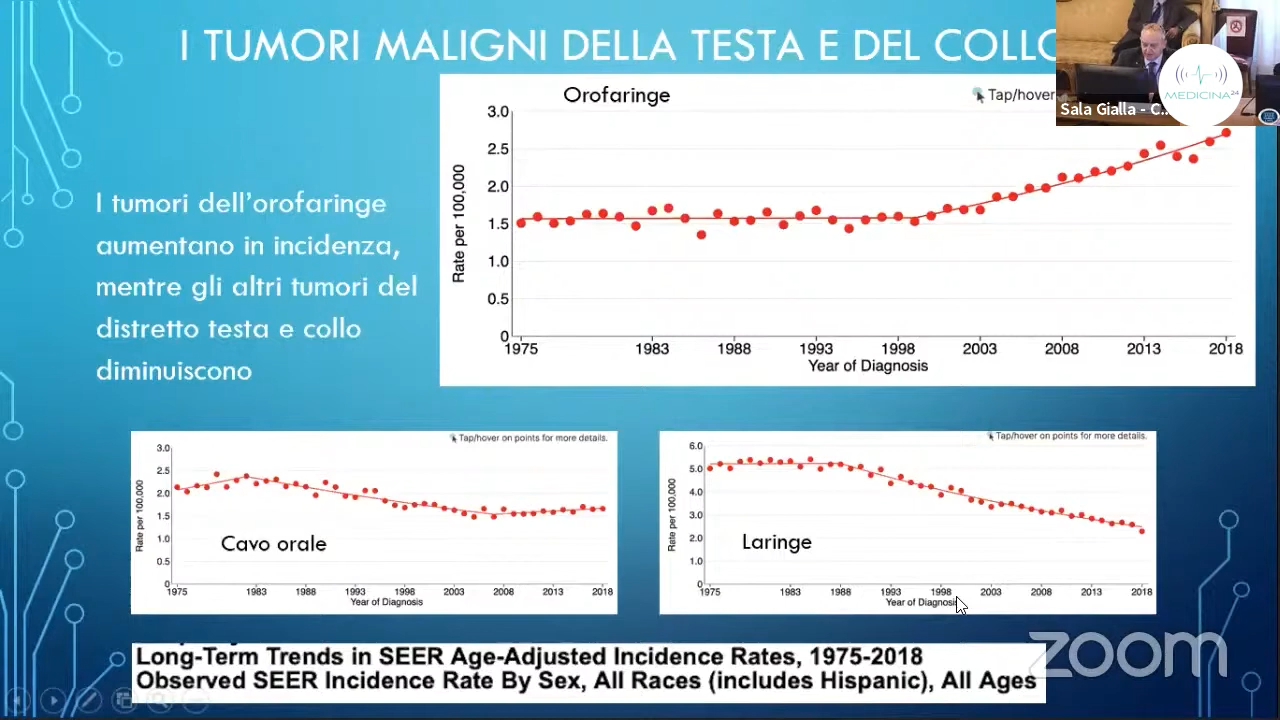 I TUMORI MALIGNI DELLA TESTA E DEL COLLO
Sala Gialla - C...
MEDICINA24
I tumori dell'orofaringe
aumentano in incidenza,
mentre gli altri tumori del
distretto testa e collo
diminuiscono
Orofaringe
Tap/hover
3.0
2.5
2.0
1.5
1.0
0.5
0
Rate per 100,000
1975 1983 1988 1993 1998 2003 2008 2013 2018
Year of Diagnosis
Tap/hover on points for more details.
3.0
2.5
2.0
1.5
1.0
0.5
0
Rate per 100,000
Cavo orale
1975 1983 1988 1993 1998 2003 2008 2013 2018
Year of Diagnosis
Tap/hover on points for more details.
6.0
5.0
4.0
3.0
2.0
1.0
0
Rate per 100,000
Laringe
1975 1983 1988 1993 1998 2003 2008 2013 2018
Year of Diagnosis
Long-Term Trends in SEER Age-Adjusted Incidence Rates, 1975-2018
Observed SEER Incidence Rate By Sex, All Races (includes Hispanic), All Ages
zoom